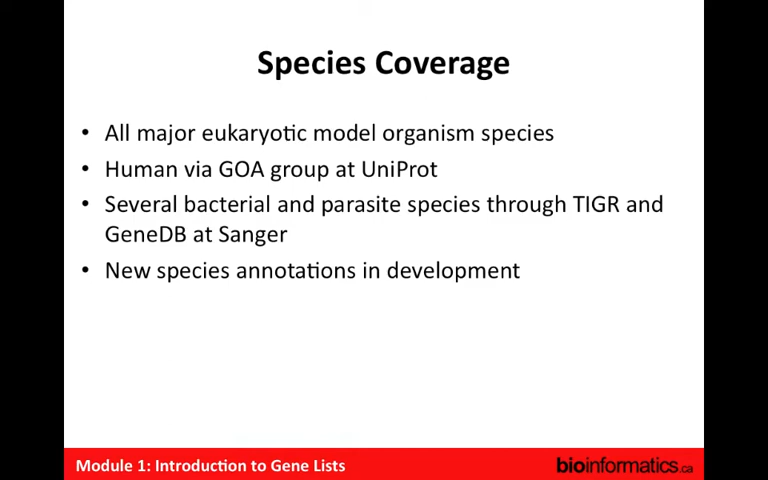 Species Coverage
• All major eukaryotic model organism species
• Human via GOA group at UniProt
• Several bacterial and parasite species through TIGR and
GeneDB at Sanger
• New species annotations in development
Module 1: Introduction to Gene Lists
bioinformatics.ca